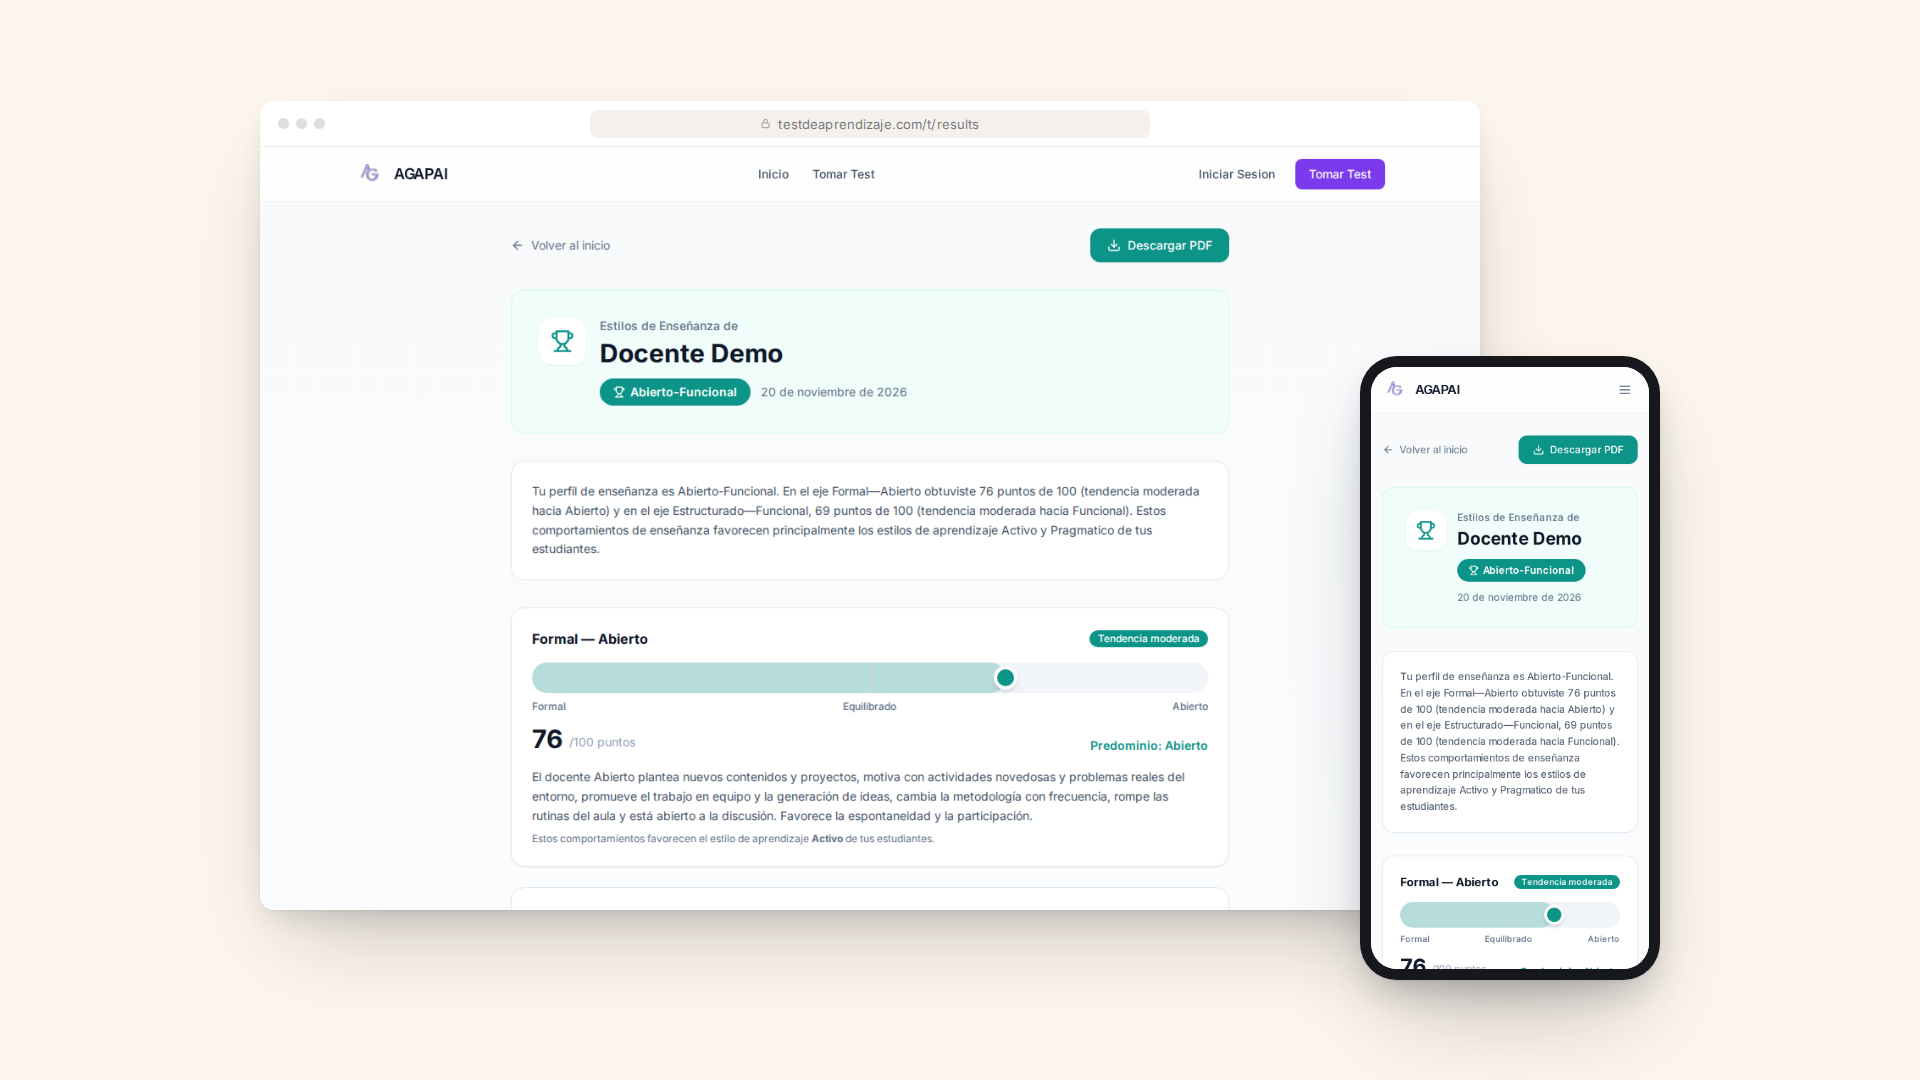 testdeaprendizaje.com/t/results
AG AGAPAI
Inicio
Tomar Test
Iniciar Sesion
Tomar Test
Volver al inicio
Descargar PDF
Estilos de Enseñanza de
Docente Demo
Abierto-Funcional
20 de noviembre de 2026
Tu perfil de enseñanza es Abierto-Funcional. En el eje Formal—Abierto obtuviste 76 puntos de 100 (tendencia moderada
hacia Abierto) y en el eje Estructurado—Funcional, 69 puntos de 100 (tendencia moderada hacia Funcional). Estos
comportamientos de enseñanza favorecen principalmente los estilos de aprendizaje Activo y Pragmatico de tus
estudiantes.
Formal — Abierto
Tendencia moderada
Formal
Equilibrado
Abierto
76 /100 puntos
Predominio: Abierto
El docente Abierto plantea nuevos contenidos y proyectos, motiva con actividades novedosas y problemas reales del
entorno, promueve el trabajo en equipo y la generación de ideas, cambia la metodología con frecuencia, rompe las
rutinas del aula y está abierto a la discusión. Favorece la espontaneidad y la participación.
Estos comportamientos favorecen el estilo de aprendizaje Activo de tus estudiantes.
AG AGAPAI
Volver al inicio
Descargar PDF
Estilos de Enseñanza de
Docente Demo
Abierto-Funcional
20 de noviembre de 2026
Tu perfil de enseñanza es Abierto-Funcional.
En el eje Formal—Abierto obtuviste 76 puntos
de 100 (tendencia moderada hacia Abierto) y
en el eje Estructurado—Funcional, 69 puntos
de 100 (tendencia moderada hacia Funcional).
Estos comportamientos de enseñanza
favorecen principalmente los estilos de
aprendizaje Activo y Pragmatico de tus
estudiantes.
Formal — Abierto
Tendencia moderada
Formal
Equilibrado
Abierto
76 /100 puntos